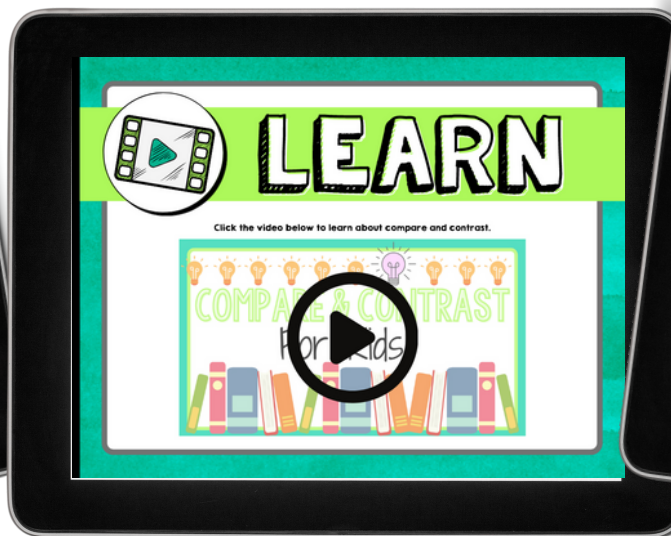 LEARN
Click the video below to learn about compare and contrast.
COMPARE & CONTRAST
For Kids